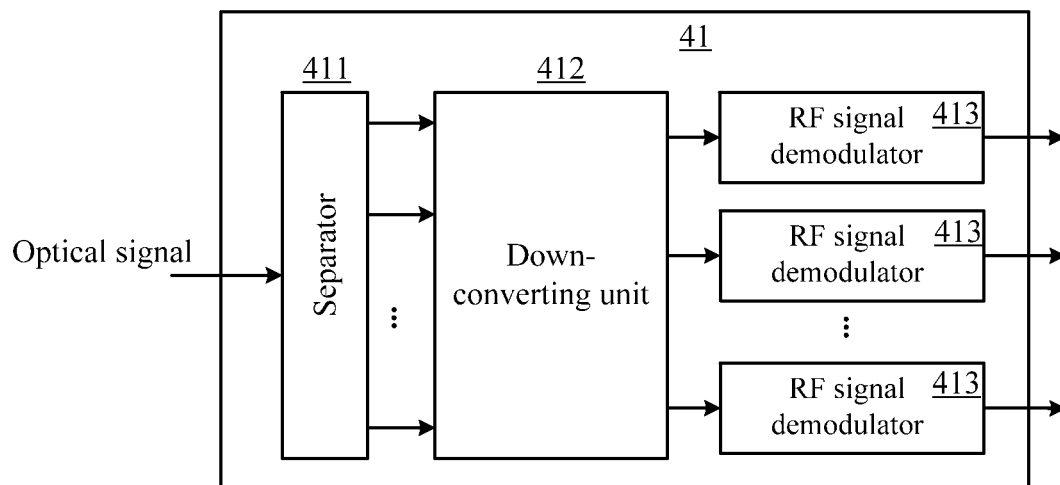 41
411
412
RF signal
demodulator
413
RF signal
demodulator
413
Optical signal
Separator
...
Down-
converting unit
...
RF signal
demodulator
413